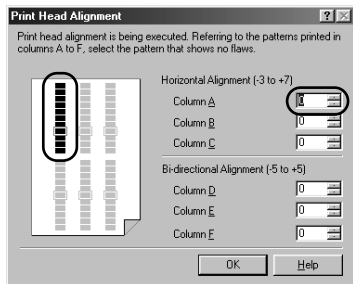 Print Head Alignment
Print head alignment is being executed. Referring to the patterns printed in
columns A to F, select the pattern that shows no flaws.
Horizontal Alignment (-3 to +7)
Column A 0
Column B 0
Column C 0
Bi-directional Alignment (-5 to +5)
Column D 0
Column E 0
Column F 0
OK Help